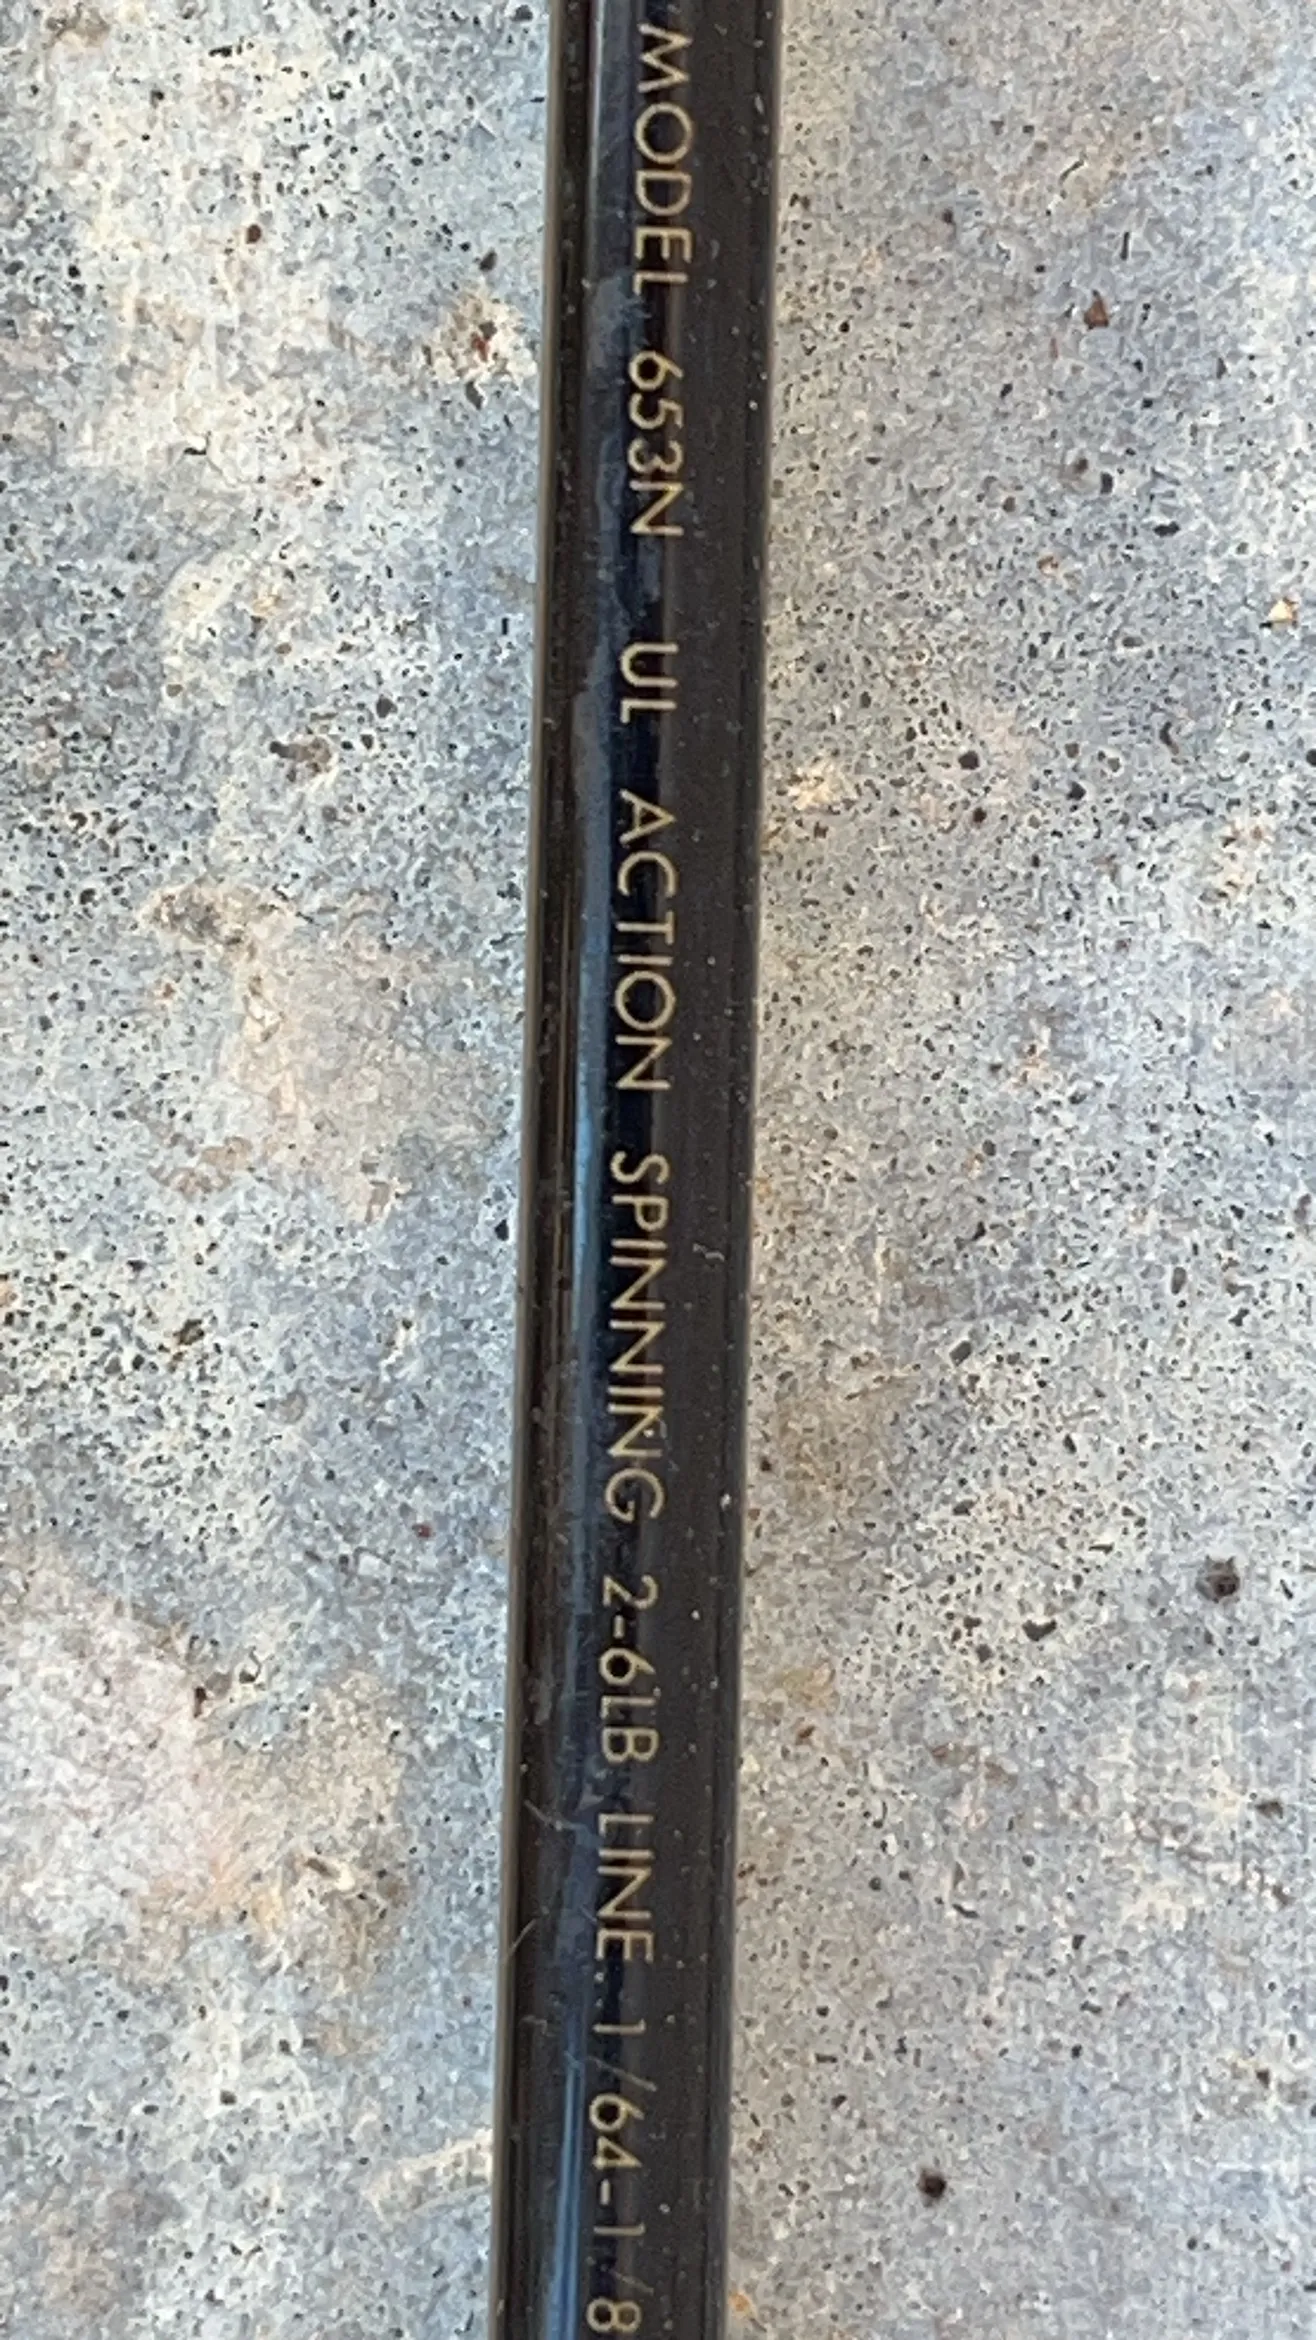 MODEL 653N UL ACTION SPINNING 2-6LB LINE 1/64-1/8